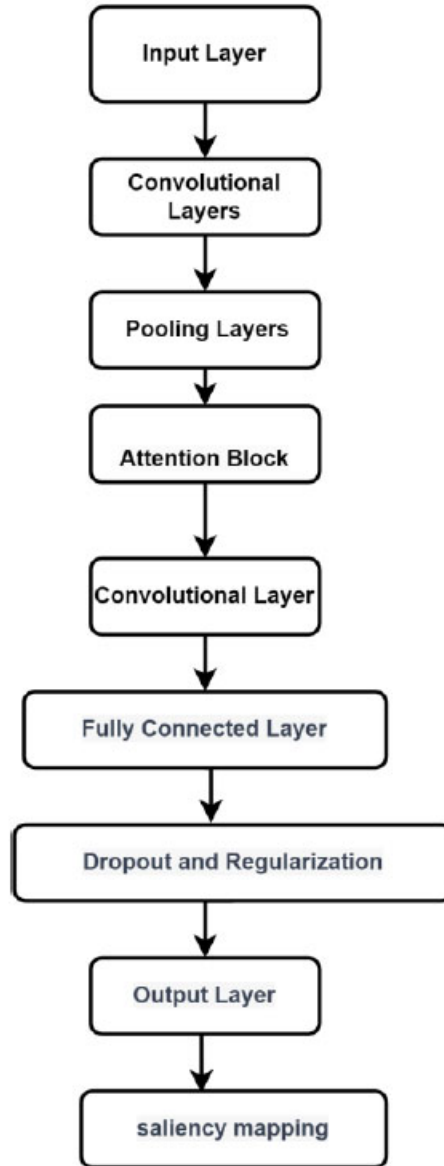 Input Layer
Convolutional
Layers
Pooling Layers
Attention Block
Convolutional Layer
Fully Connected Layer
Dropout and Regularization
Output Layer
saliency mapping